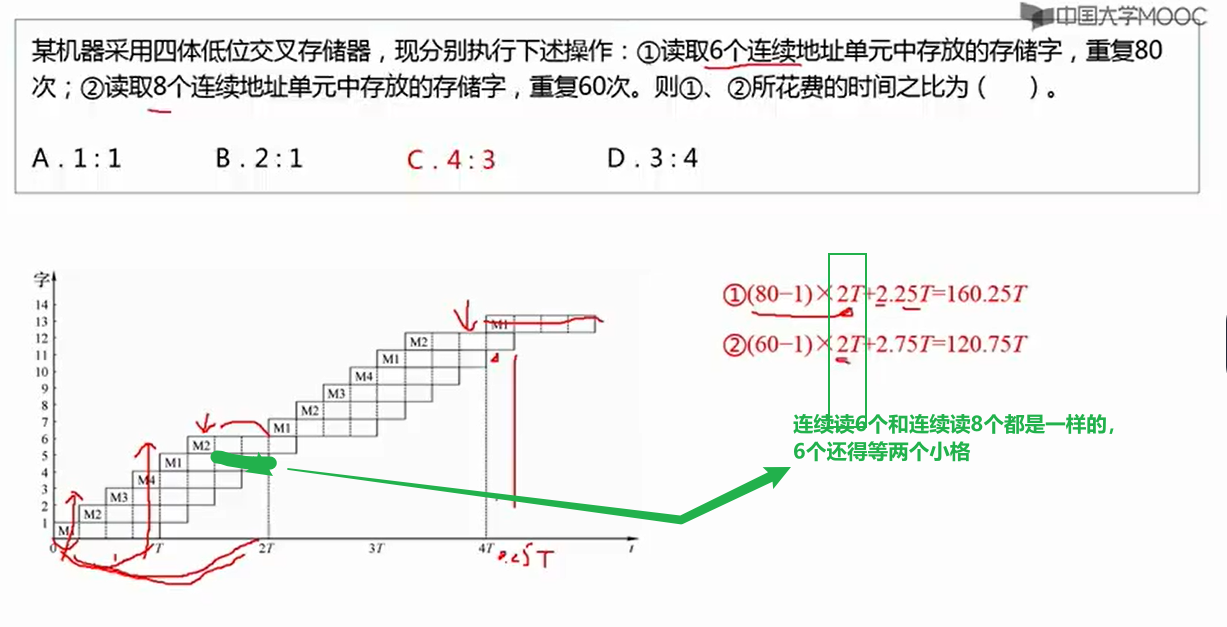 中国大学MOOC
某机器采用四体低位交叉存储器，现分别执行下述操作：①读取6个连续地址单元中存放的存储字，重复80
次；②读取8个连续地址单元中存放的存储字，重复60次。则①、②所花费的时间之比为（ ）。
A．1：1 B．2：1 C．4：3 D．3：4
字
14
13 M1
12 M2
11 M1
10 M4
9 M3
8 M2
7 M1
6 M2
5 M1
4 M4
3 M3
2 M2
1 M1
0 T 2T 3T 4T t
0.25T
①(80−1)×2T+2.25T=160.25T
②(60−1)×2T+2.75T=120.75T
连续读6个和连续读8个都是一样的，
6个还得等两个小格